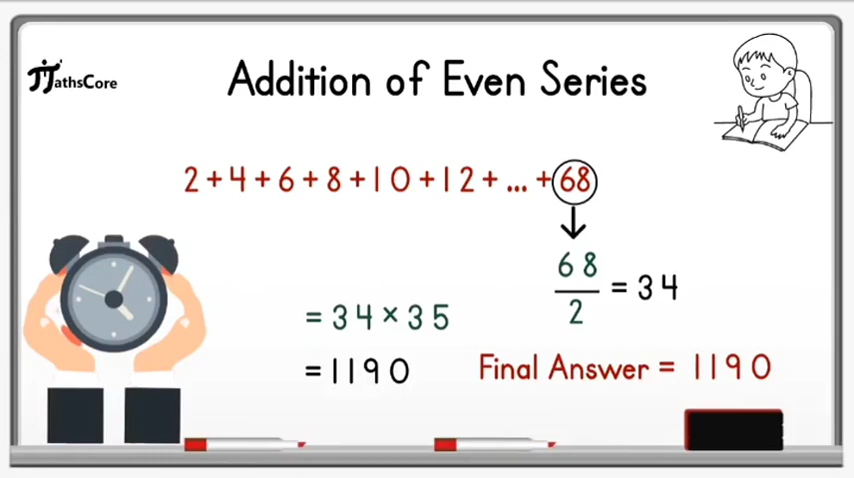 MathsCore
Addition of Even Series
2+4+6+8+10+12+...+68
68
2
=34
=34×35
=1190
Final Answer = 1190